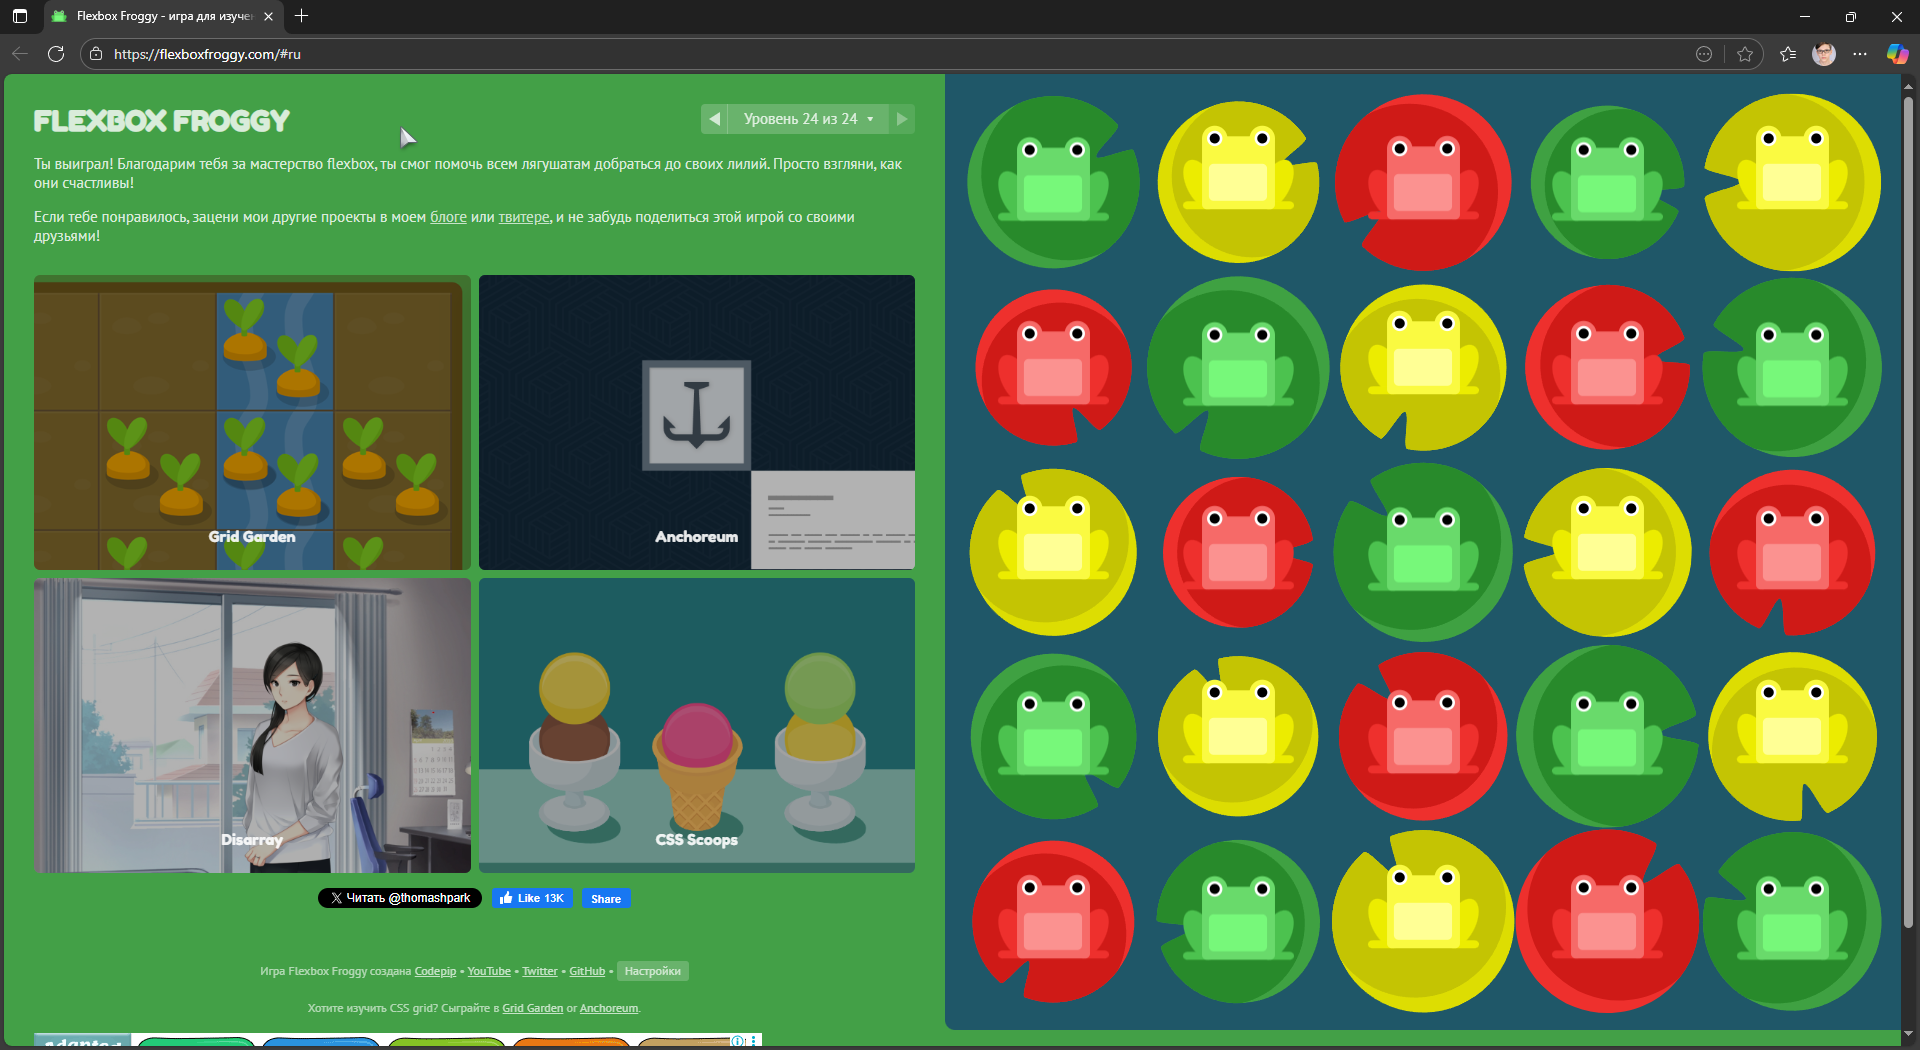 Flexbox Froggy - игра для изуче
https://flexboxfroggy.com/#ru
FLEXBOX FROGGY
Уровень 24 из 24
Ты выиграл! Благодарим тебя за мастерство flexbox, ты смог помочь всем лягушатам добраться до своих лилий. Просто взгляни, как
они счастливы!
Если тебе понравилось, зацени мои другие проекты в моем блоге или твитере, и не забудь поделиться этой игрой со своими
друзьями!
Grid Garden
Anchoreum
Disarray
CSS Scoops
Читать @thomashpark
Like 13K
Share
Игра Flexbox Froggy создана Codepip • YouTube • Twitter • GitHub • Настройки
Хотите изучить CSS grid? Сыграйте в Grid Garden or Anchoreum.